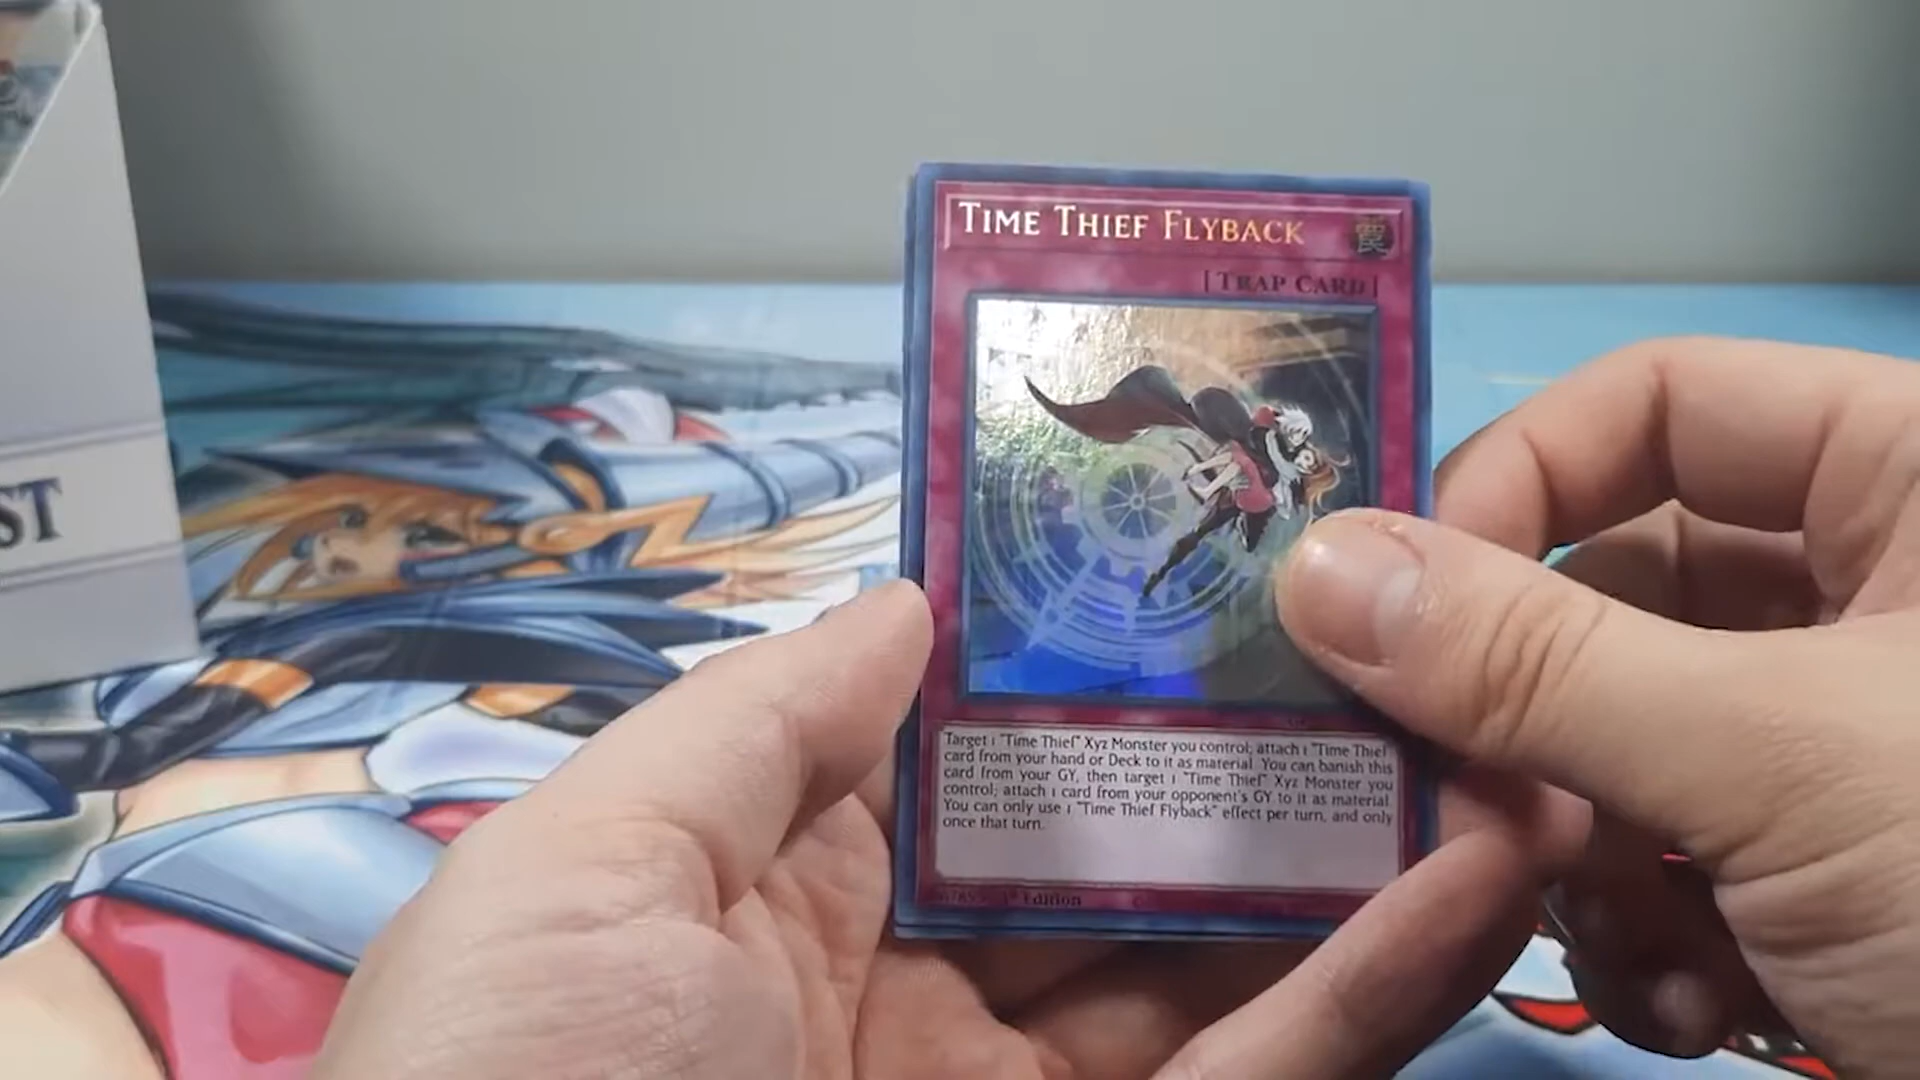 ST
TIME THIEF FLYBACK
[TRAP CARD]
Target 1 "Time Thief" Xyz Monster you control; attach 1 "Time Thief"
card from your hand or Deck to it as material. You can banish this
card from your GY, then target 1 "Time Thief" Xyz Monster you
control; attach 1 card from your opponent's GY to it as material.
You can only use 1 "Time Thief Flyback" effect per turn, and only
once that turn.
1st Edition